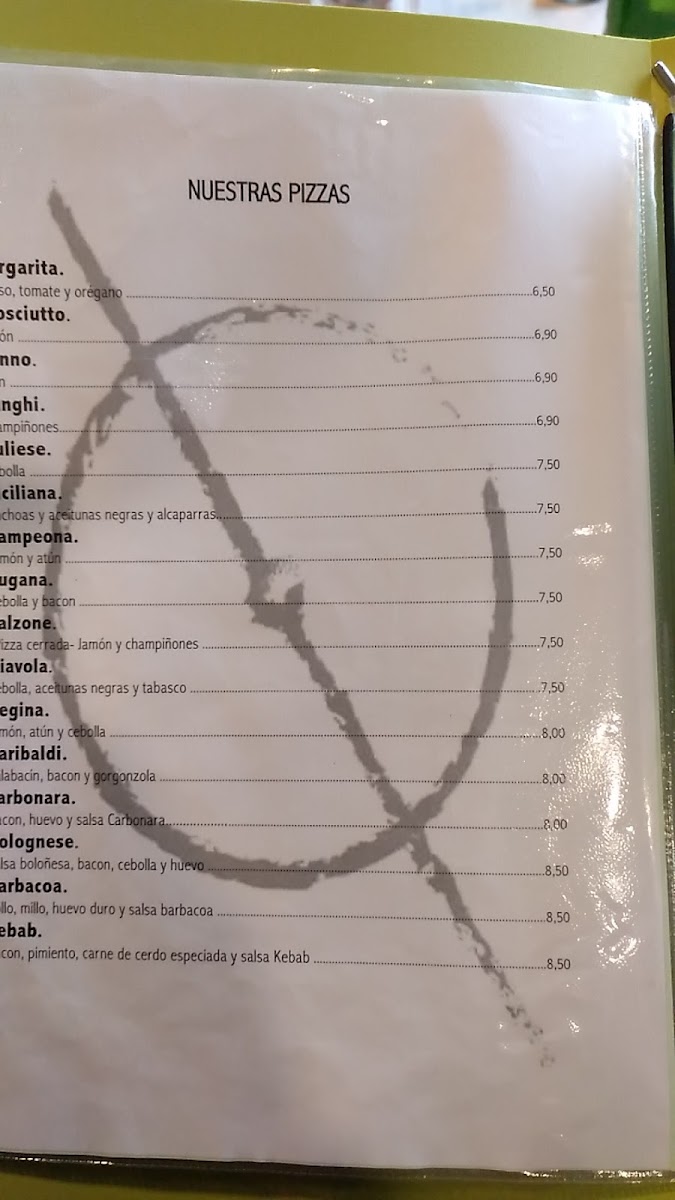 NUESTRAS PIZZAS
rgarita.
so, tomate y orégano 6,50
osciutto.
ón 6,90
nno.
n 6,90
nghi.
ampiñones 6,90
uliese.
bolla 7,50
ciliana.
choas y aceitunas negras y alcaparras 7,50
ampeona.
món y atún 7,50
ugana.
ebolla y bacon 7,50
alzone.
izza cerrada- Jamón y champiñones 7,50
iavola.
ebolla, aceitunas negras y tabasco 7,50
egina.
món, atún y cebolla 8,00
aribaldi.
labacín, bacon y gorgonzola 8,00
arbonara.
acon, huevo y salsa Carbonara 8,00
olognese.
lsa boloñesa, bacon, cebolla y huevo 8,50
arbacoa.
llo, millo, huevo duro y salsa barbacoa 8,50
ebab.
con, pimiento, carne de cerdo especiada y salsa Kebab 8,50